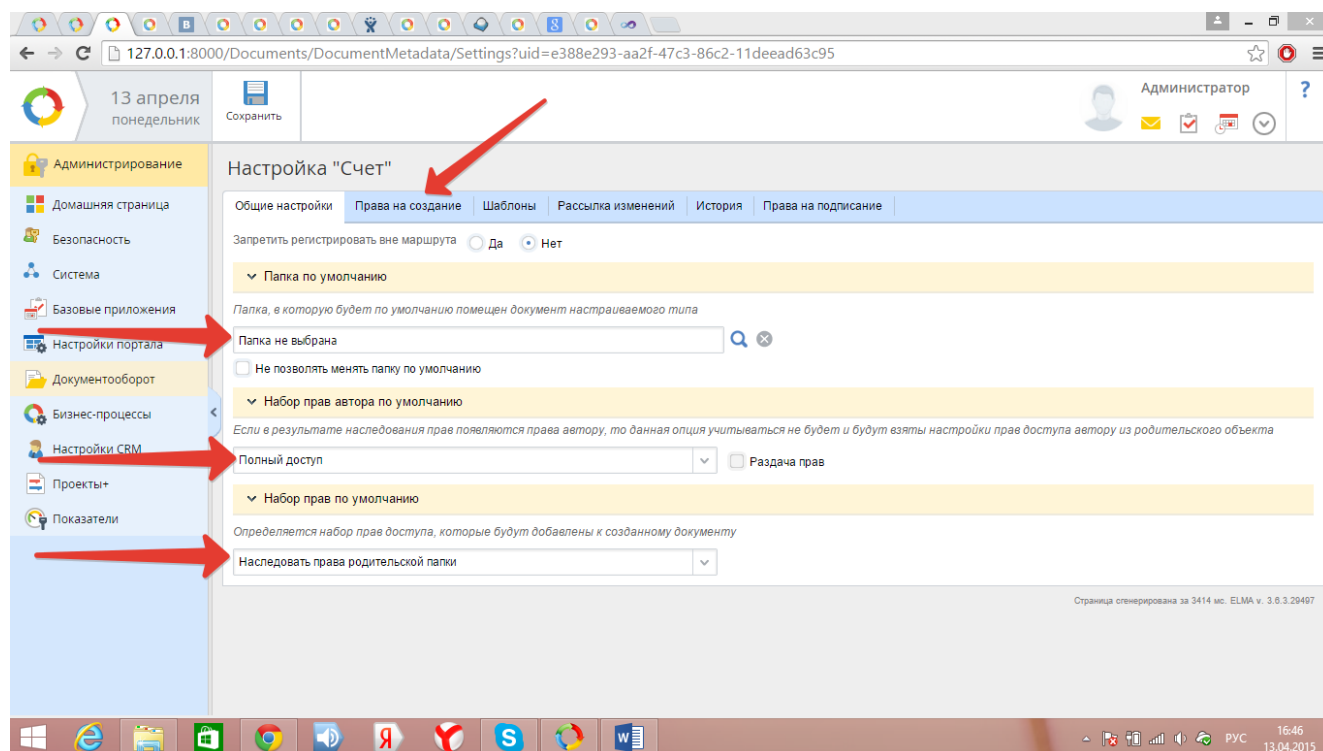 127.0.0.1:8000/Documents/DocumentMetadata/Settings?uid=e388e293-aa2f-47c3-86c2-11deead63c95
13 апреля
понедельник
Сохранить
Администратор
?
Администрирование
Домашняя страница
Безопасность
Система
Базовые приложения
Настройки портала
Документооборот
Бизнес-процессы
Настройки CRM
Проекты+
Показатели
Настройка "Счет"
Общие настройки Права на создание Шаблоны Рассылка изменений История Права на подписание
Запретить регистрировать вне маршрута Да Нет
Папка по умолчанию
Папка, в которую будет по умолчанию помещен документ настраиваемого типа
Папка не выбрана
Не позволять менять папку по умолчанию
Набор прав автора по умолчанию
Если в результате наследования прав появляются права автору, то данная опция учитываться не будет и будут взяты настройки прав доступа автору из родительского объекта
Полный доступ Раздача прав
Набор прав по умолчанию
Определяется набор прав доступа, которые будут добавлены к созданному документу
Наследовать права родительской папки
Страница сгенерирована за 3414 мс. ELMA v. 3.6.3.29497
РУС
16:46
13.04.2015